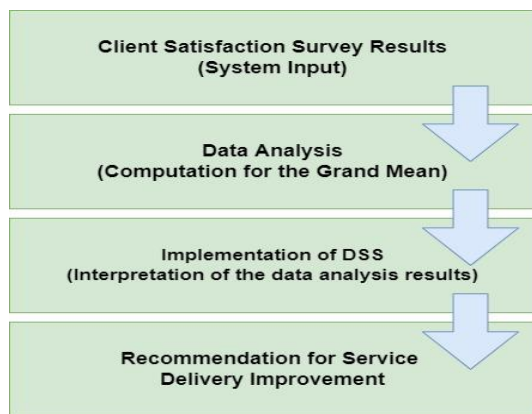 Client Satisfaction Survey Results
(System Input)
Data Analysis
(Computation for the Grand Mean)
Implementation of DSS
(Interpretation of the data analysis results)
Recommendation for Service
Delivery Improvement